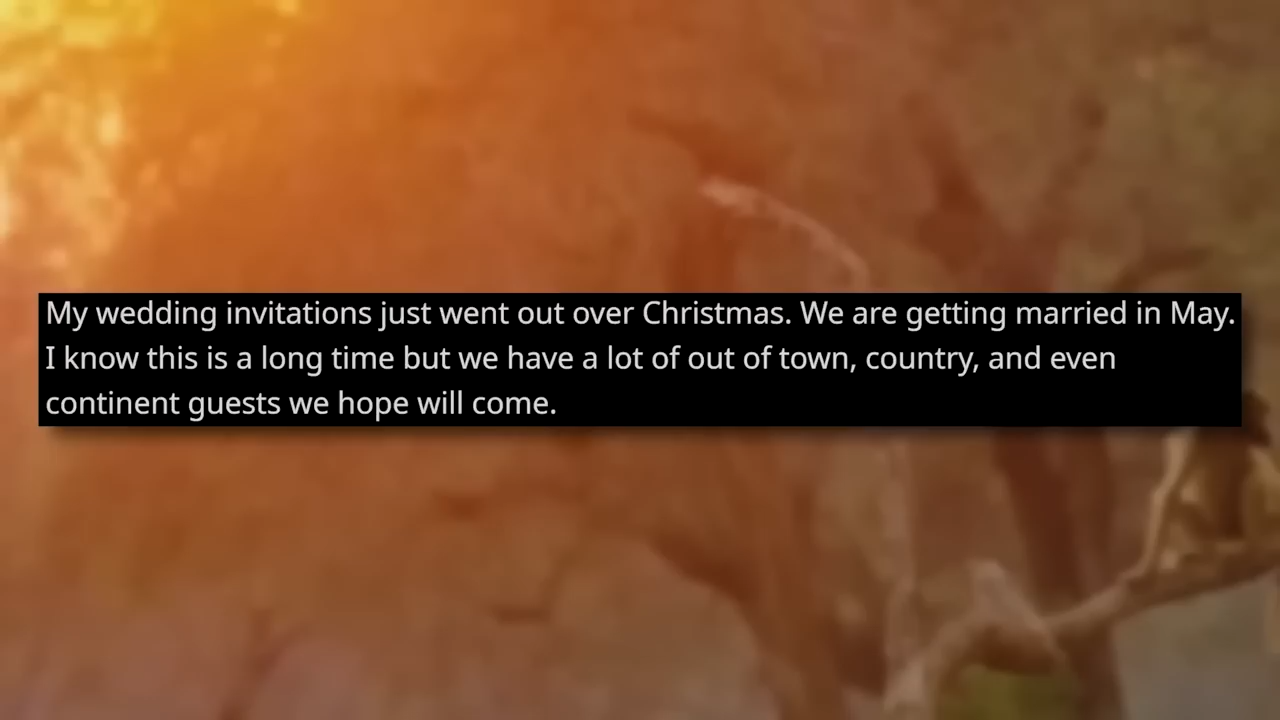 My wedding invitations just went out over Christmas. We are getting married in May.
I know this is a long time but we have a lot of out of town, country, and even
continent guests we hope will come.